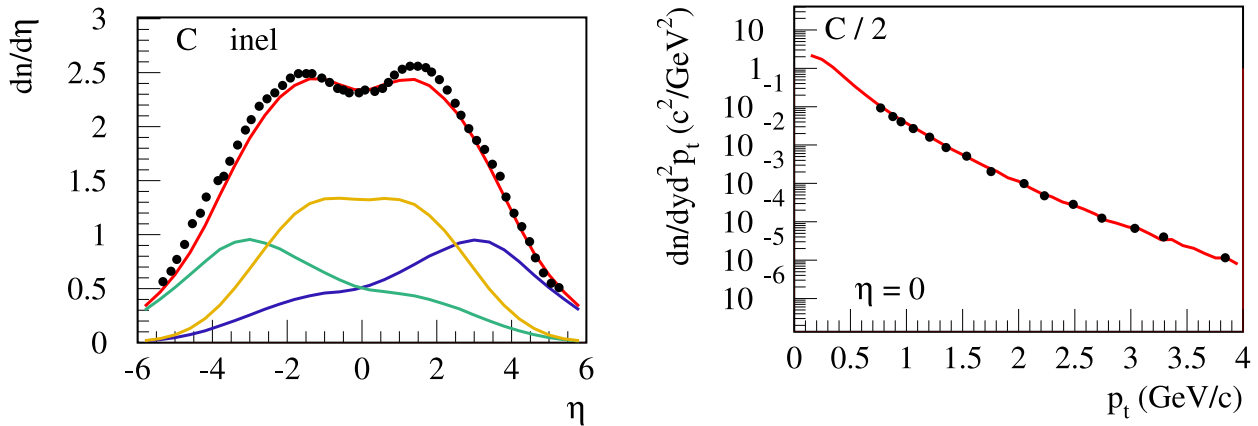 dn/dη
C inel
3
2.5
2
1.5
1
0.5
0
-6 -4 -2 0 2 4 6
η
dn/dyd²pₜ (c²/GeV²)
C / 2
10
1
10 -1
10 -2
10 -3
10 -4
10 -5
10 -6
η = 0
0 0.5 1 1.5 2 2.5 3 3.5 4
pₜ (GeV/c)